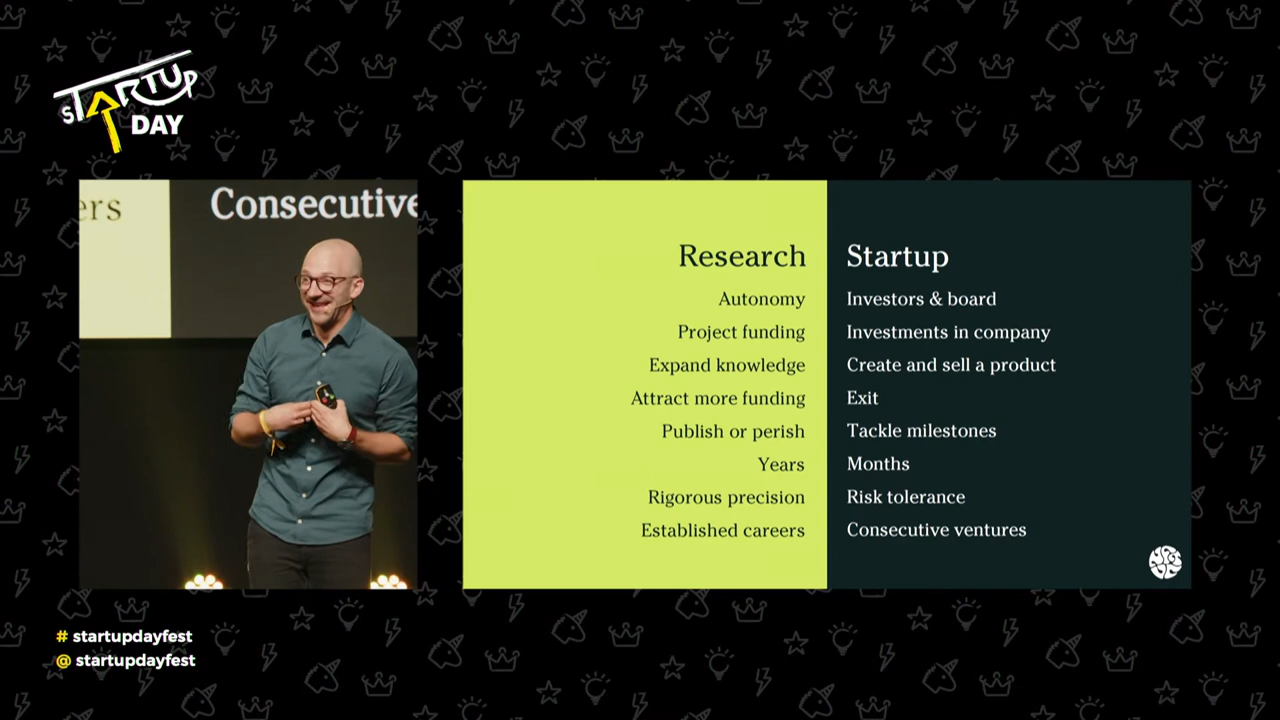 STARTUP
DAY
ers
Consecutive
Research
Startup
Autonomy
Investors & board
Project funding
Investments in company
Expand knowledge
Create and sell a product
Attract more funding
Exit
Publish or perish
Tackle milestones
Years
Months
Rigorous precision
Risk tolerance
Established careers
Consecutive ventures
# startupdayfest
@ startupdayfest